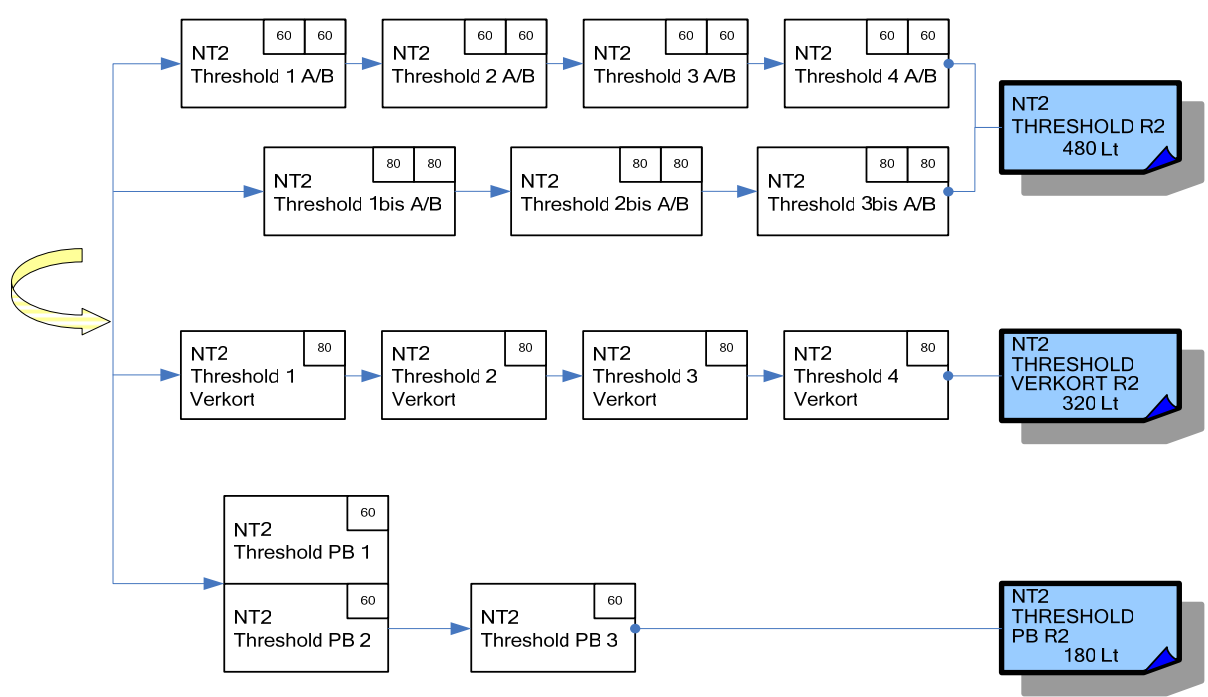 60 60
NT2
Threshold 1 A/B
60 60
NT2
Threshold 2 A/B
60 60
NT2
Threshold 3 A/B
60 60
NT2
Threshold 4 A/B
NT2
THRESHOLD R2
480 Lt
80 80
NT2
Threshold 1bis A/B
80 80
NT2
Threshold 2bis A/B
80 80
NT2
Threshold 3bis A/B
80
NT2
Threshold 1
Verkort
80
NT2
Threshold 2
Verkort
80
NT2
Threshold 3
Verkort
80
NT2
Threshold 4
Verkort
NT2
THRESHOLD
VERKORT R2
320 Lt
60
NT2
Threshold PB 1
60
NT2
Threshold PB 2
60
NT2
Threshold PB 3
NT2
THRESHOLD
PB R2
180 Lt